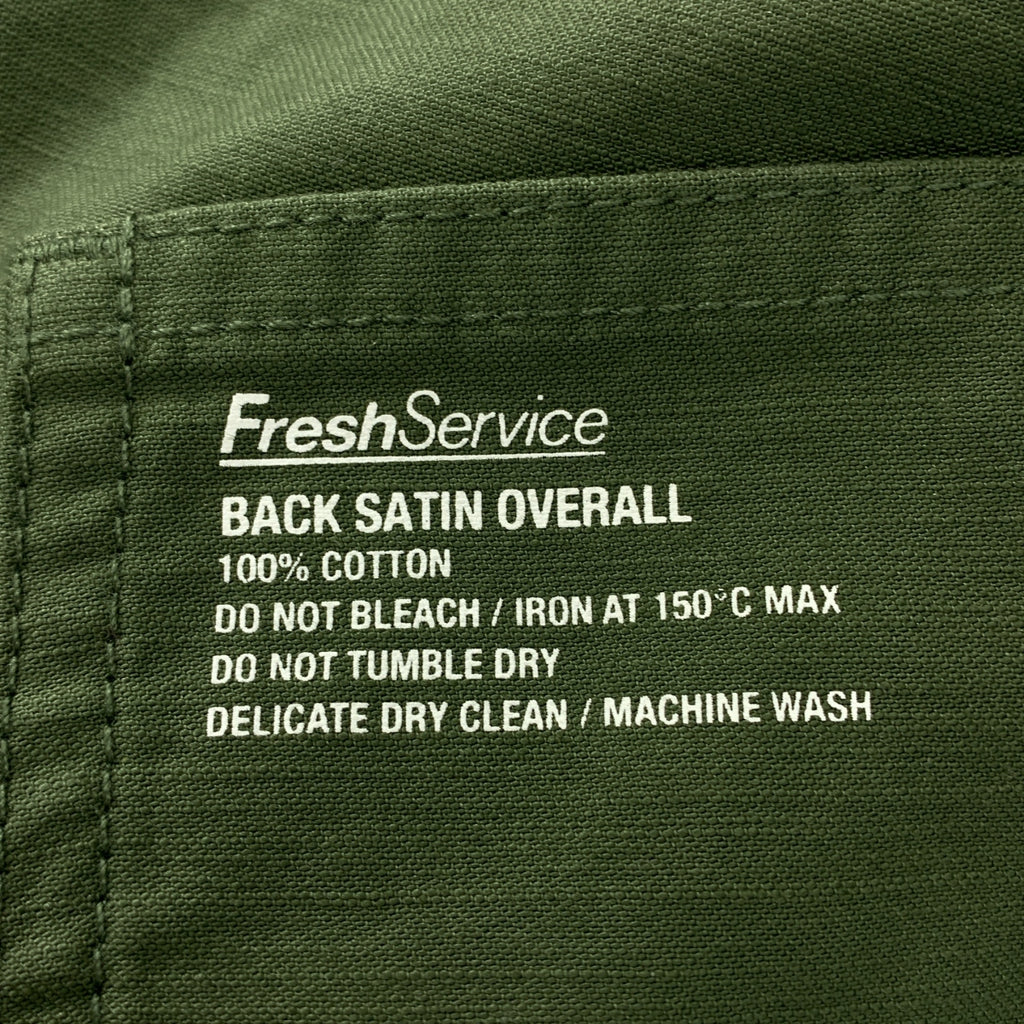 FreshService
BACK SATIN OVERALL
100% COTTON
DO NOT BLEACH / IRON AT 150°C MAX
DO NOT TUMBLE DRY
DELICATE DRY CLEAN / MACHINE WASH